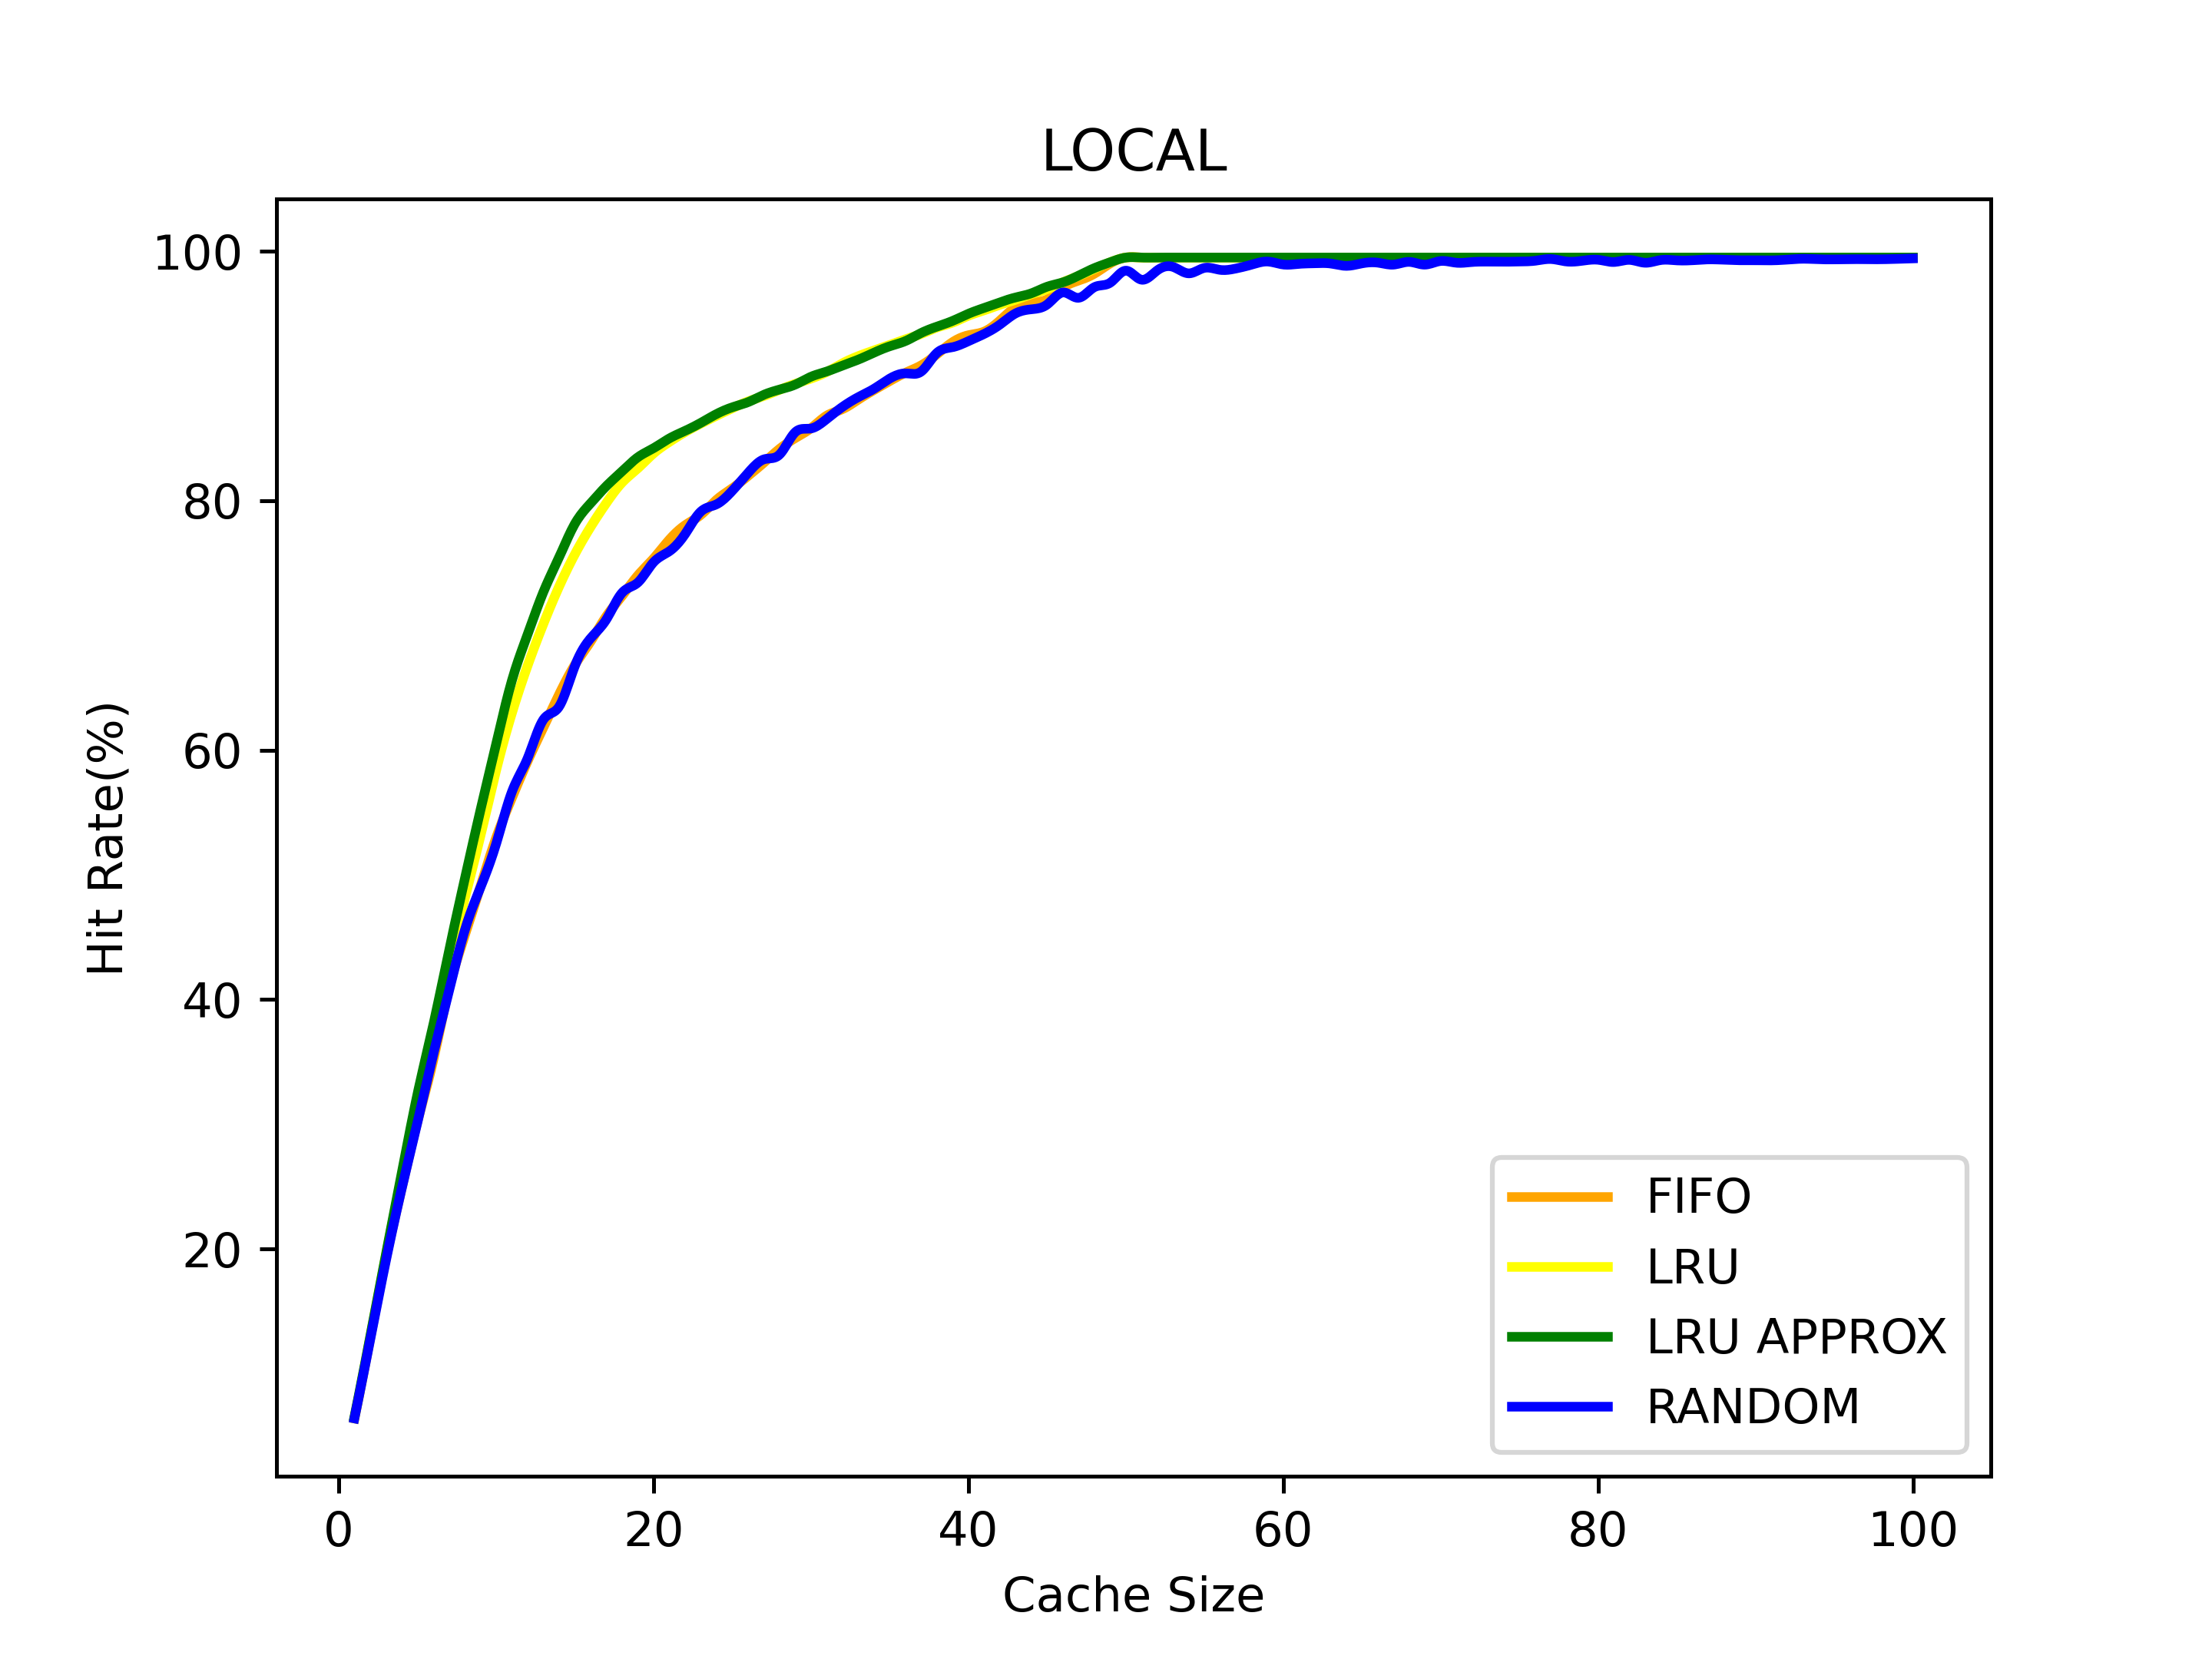 LOCAL
100
80
60
40
20
Hit Rate(%)
FIFO
LRU
LRU APPROX
RANDOM
0 20 40 60 80 100
Cache Size